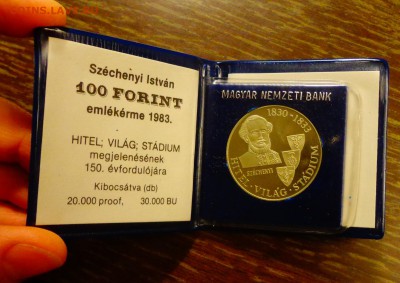 Széchenyi István
100 FORINT
emlékérme 1983.
HITEL; VILÁG; STÁDIUM
megjelenésének
150. évfordulójára
Kibocsátva (db)
20.000 proof, 30.000 BU
MAGYAR NEMZETI BANK
1830-1833
SZÉCHENYI
HITEL·VILÁG·STÁDIUM